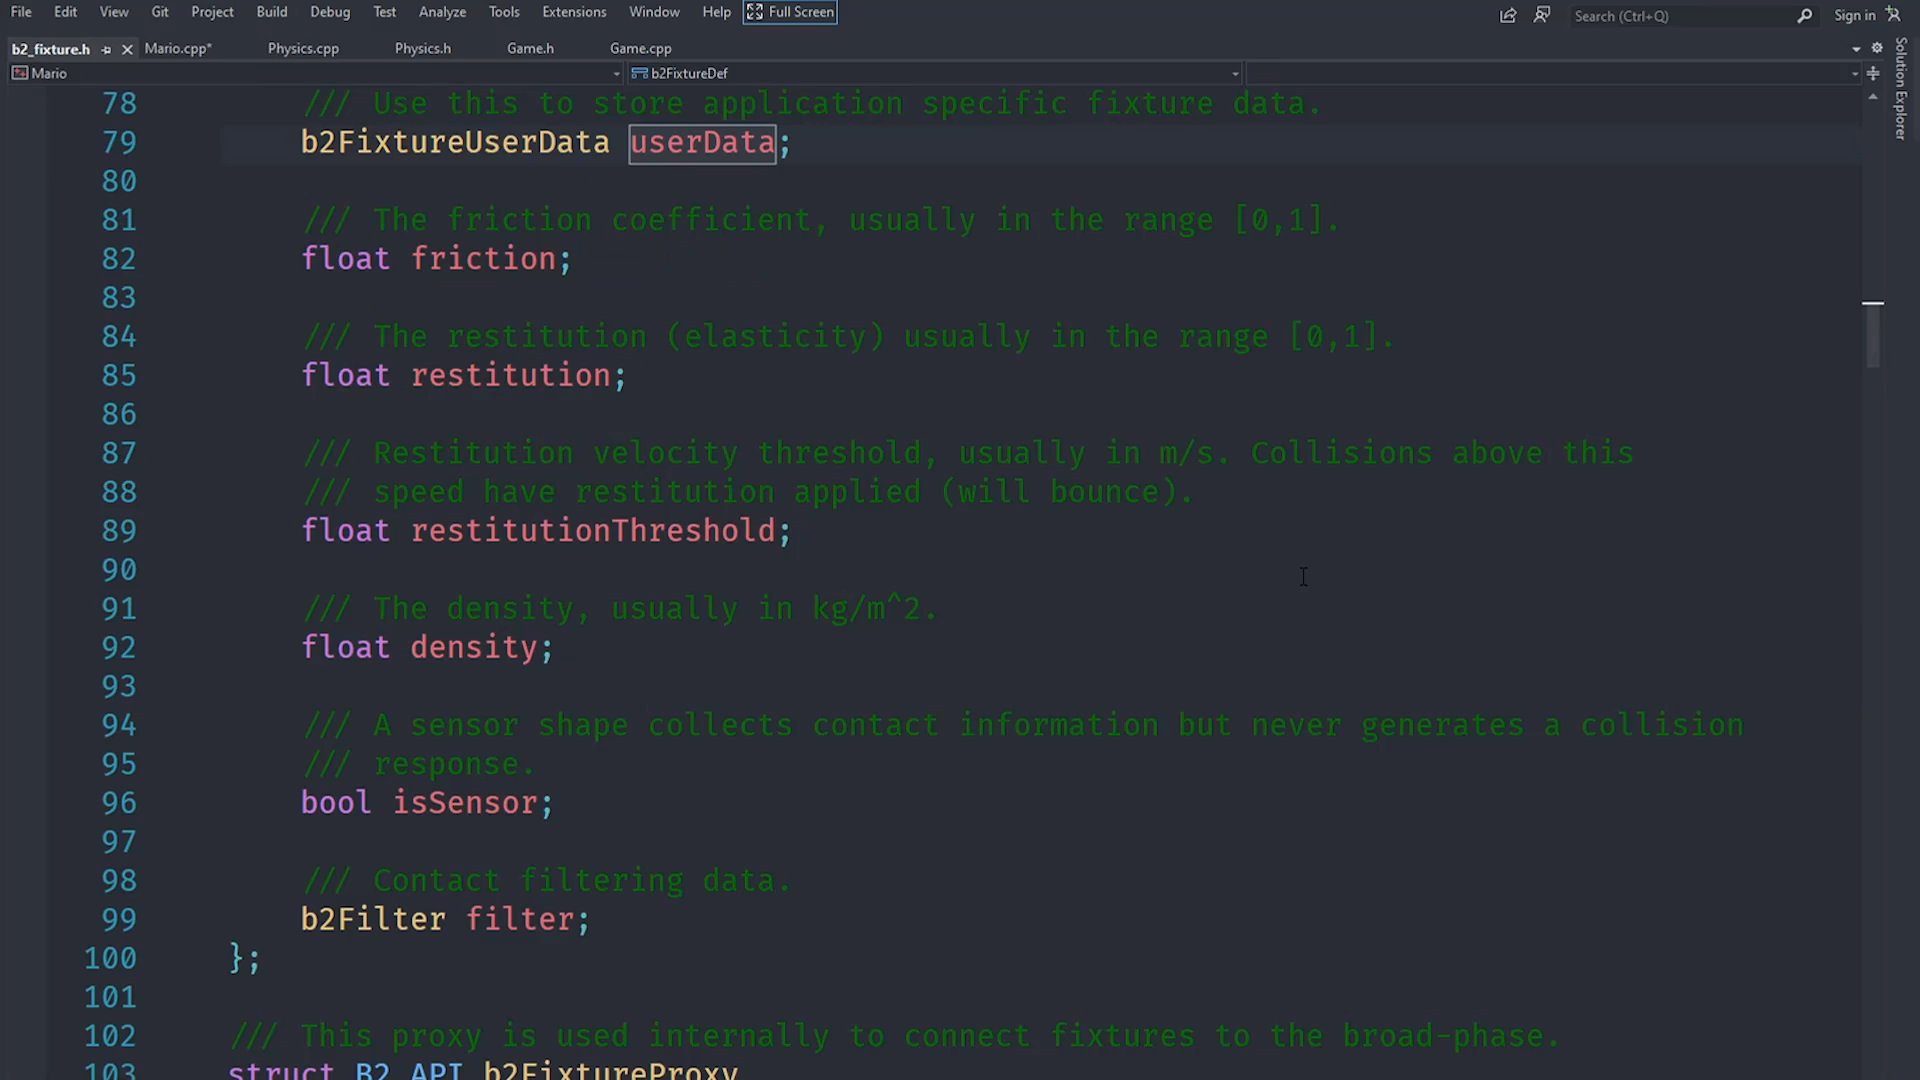 File Edit View Git Project Build Debug Test Analyze Tools Extensions Window Help Full Screen Search (Ctrl+Q) Sign in
b2_fixture.h Mario.cpp* Physics.cpp Physics.h Game.h Game.cpp
Mario b2FixtureDef
Solution Explorer
78 /// Use this to store application specific fixture data.
79 b2FixtureUserData userData;
80
81 /// The friction coefficient, usually in the range [0,1].
82 float friction;
83
84 /// The restitution (elasticity) usually in the range [0,1].
85 float restitution;
86
87 /// Restitution velocity threshold, usually in m/s. Collisions above this
88 /// speed have restitution applied (will bounce).
89 float restitutionThreshold;
90
91 /// The density, usually in kg/m^2.
92 float density;
93
94 /// A sensor shape collects contact information but never generates a collision
95 /// response.
96 bool isSensor;
97
98 /// Contact filtering data.
99 b2Filter filter;
100 };
101
102 /// This proxy is used internally to connect fixtures to the broad-phase.
103 struct B2_API b2FixtureProxy